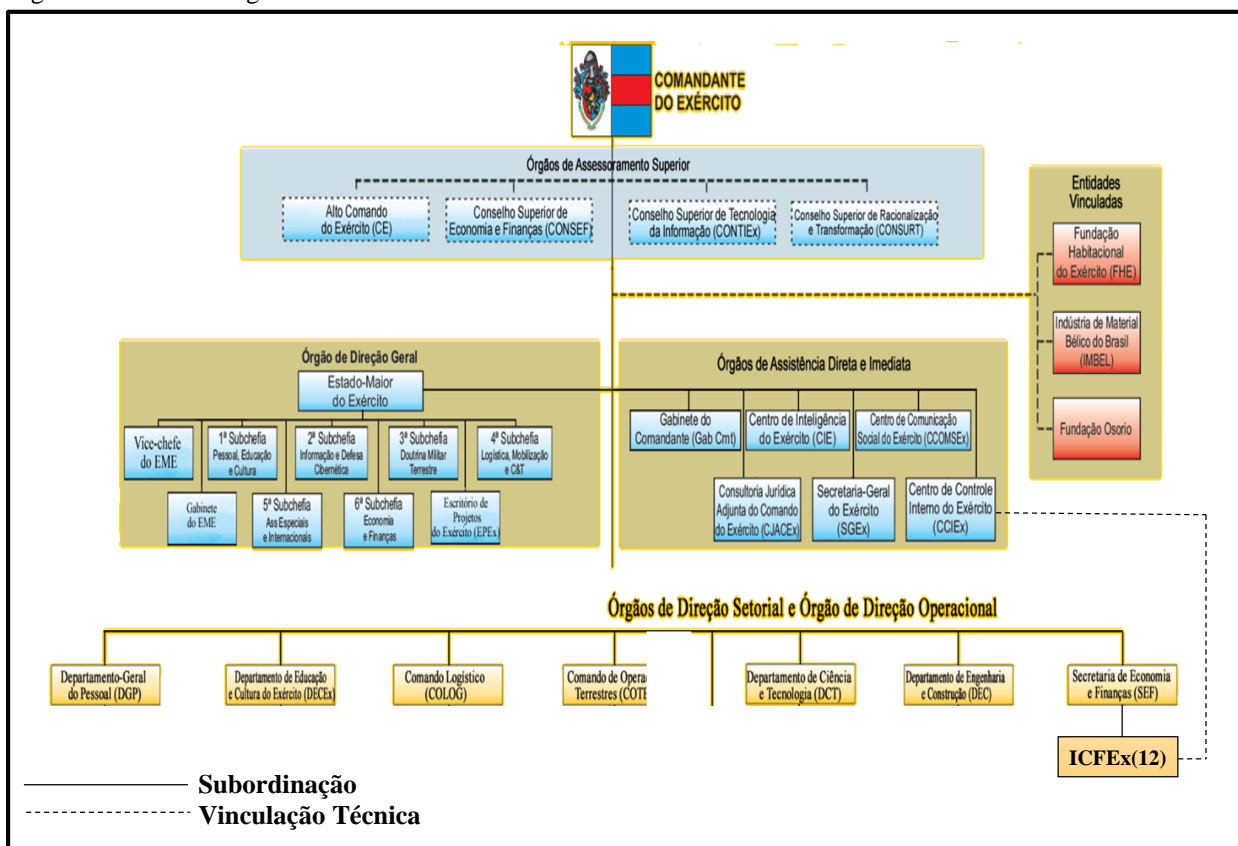 COMANDANTE
DO EXÉRCITO
Órgãos de Assessoramento Superior
Alto Comando
do Exército (CE)
Conselho Superior de
Economia e Finanças (CONSEF)
Conselho Superior de Tecnologia
da Informação (CONTIEx)
Conselho Superior de Racionalização
e Transformação (CONSURT)
Entidades
Vinculadas
Fundação
Habitacional
do Exército (FHE)
Indústria de Material
Bélico do Brasil
(IMBEL)
Fundação Osorio
Órgão de Direção Geral
Estado-Maior
do Exército
Vice-chefe
do EME
1ª Subchefia
Pessoal, Educação
e Cultura
2ª Subchefia
Informação e Defesa
Cibernética
3ª Subchefia
Doutrina Militar
Terrestre
4ª Subchefia
Logística, Mobilização
e C&T
Gabinete
do EME
5ª Subchefia
Ass Especiais
e Internacionais
6ª Subchefia
Economia
e Finanças
Escritório de
Projetos
do Exército (EPEx)
Órgãos de Assistência Direta e Imediata
Gabinete do
Comandante (Gab Cmt)
Centro de Inteligência
do Exército (CIE)
Centro de Comunicação
Social do Exército (CCOMSEx)
Consultoria Jurídica
Adjunta do Comando
do Exército (CJACEx)
Secretaria-Geral
do Exército
(SGEx)
Centro de Controle
Interno do Exército
(CCIEx)
Órgãos de Direção Setorial e Órgão de Direção Operacional
Departamento-Geral
do Pessoal (DGP)
Departamento de Educação
e Cultura do Exército (DECEx)
Comando Logístico
(COLOG)
Comando de Opera
Terrestres (COTE
Departamento de Ciência
e Tecnologia (DCT)
Departamento de Engenharia
e Construção (DEC)
Secretaria de Economia
e Finanças (SEF)
ICFEx(12)
Subordinação
Vinculação Técnica